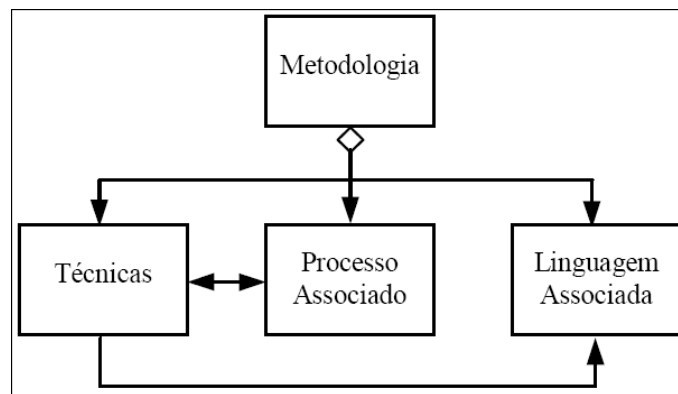 Metodologia
Técnicas
Processo
Associado
Linguagem
Associada